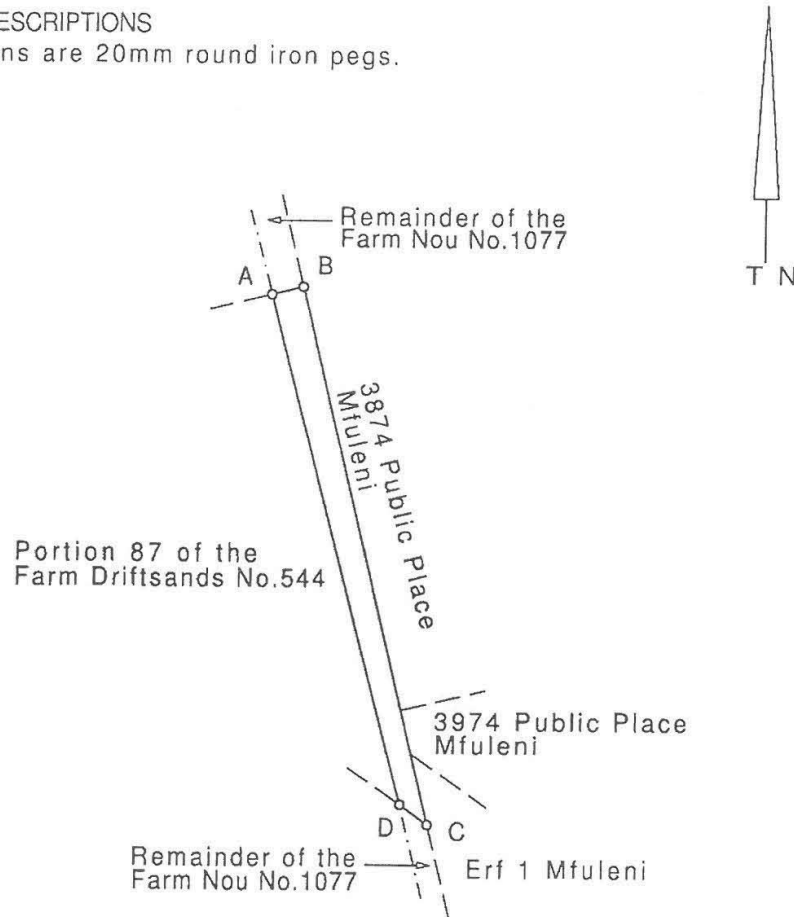 ESCRIPTIONS
ns are 20mm round iron pegs.
T N
Remainder of the
Farm Nou No.1077
A
B
3874 Public Place
Mfuleni
Portion 87 of the
Farm Driftsands No.544
3974 Public Place
Mfuleni
D
C
Remainder of the
Farm Nou No.1077
Erf 1 Mfuleni